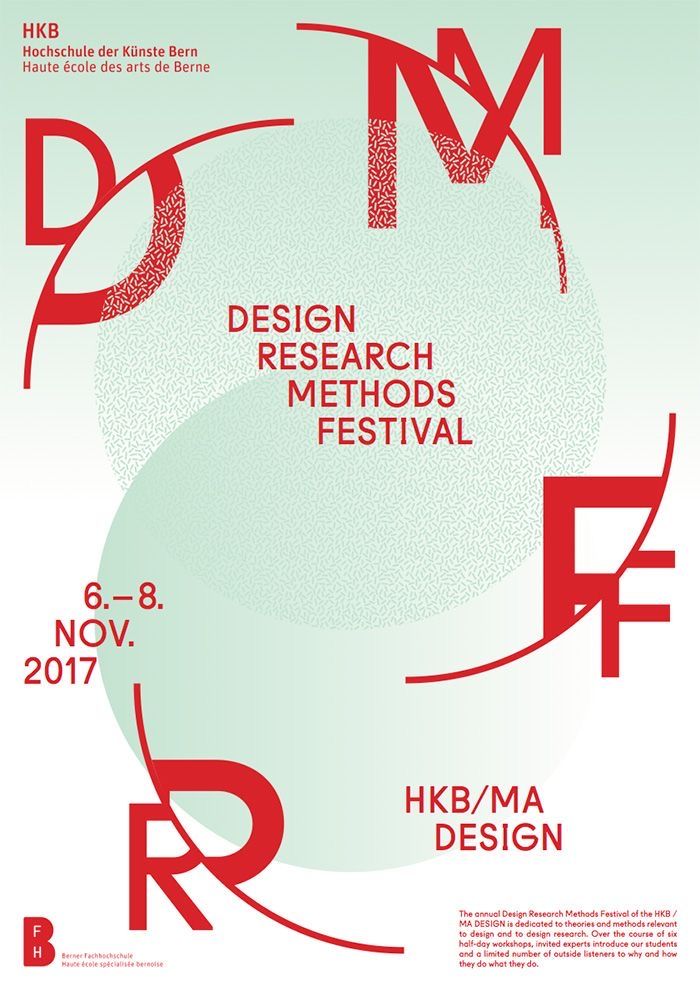 HKB
Hochschule der Künste Bern
Haute école des arts de Berne
D
M
DESIGN
RESEARCH
METHODS
FESTIVAL
F
6.–8.
NOV.
2017
R
HKB/MA
DESIGN
The annual Design Research Methods Festival of the HKB /
MA DESIGN is dedicated to theories and methods relevant
to design and to design research. Over the course of six
half-day workshops, invited experts introduce our students
and a limited number of outside listeners to why and how
they do what they do.
B
F
H
Berner Fachhochschule
Haute école spécialisée bernoise